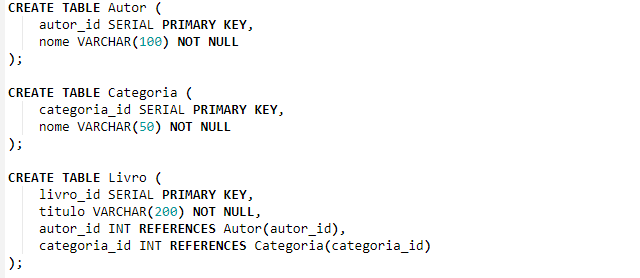 CREATE TABLE Autor (
    autor_id SERIAL PRIMARY KEY,
    nome VARCHAR(100) NOT NULL
);

CREATE TABLE Categoria (
    categoria_id SERIAL PRIMARY KEY,
    nome VARCHAR(50) NOT NULL
);

CREATE TABLE Livro (
    livro_id SERIAL PRIMARY KEY,
    titulo VARCHAR(200) NOT NULL,
    autor_id INT REFERENCES Autor(autor_id),
    categoria_id INT REFERENCES Categoria(categoria_id)
);